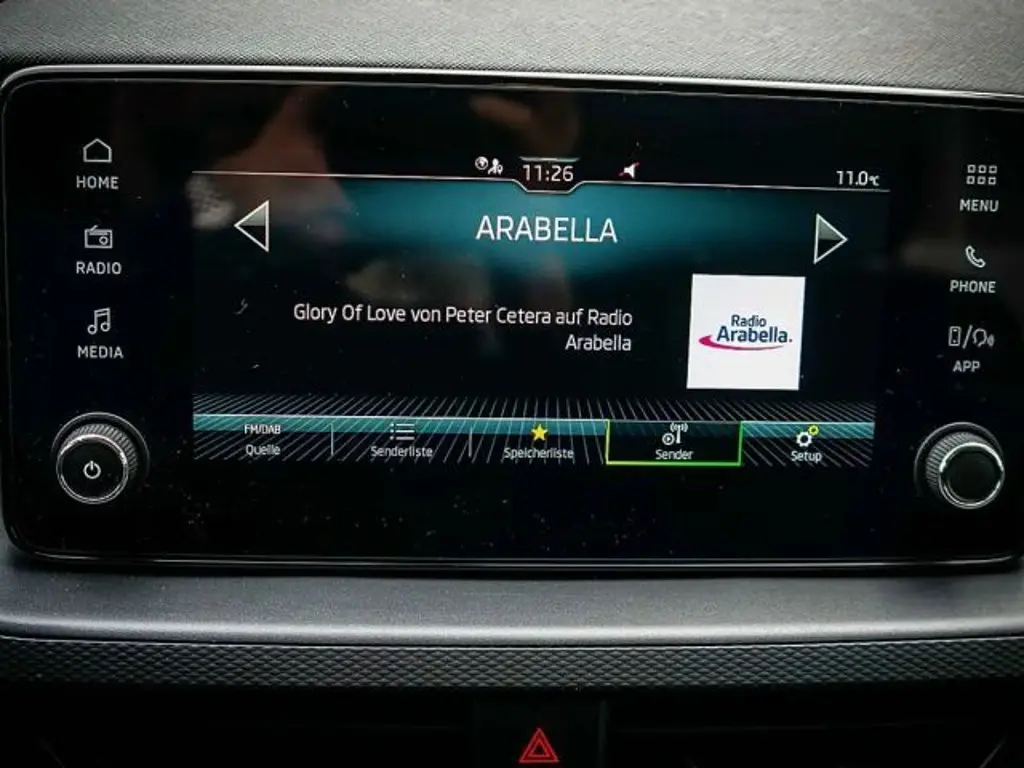 HOME
RADIO
MEDIA
11:26
11.0°C
ARABELLA
Glory Of Love von Peter Cetera auf Radio
Arabella
Radio
Arabella.
FM/DAB
Quelle
Senderliste
Speicherliste
Sender
Setup
MENU
PHONE
APP